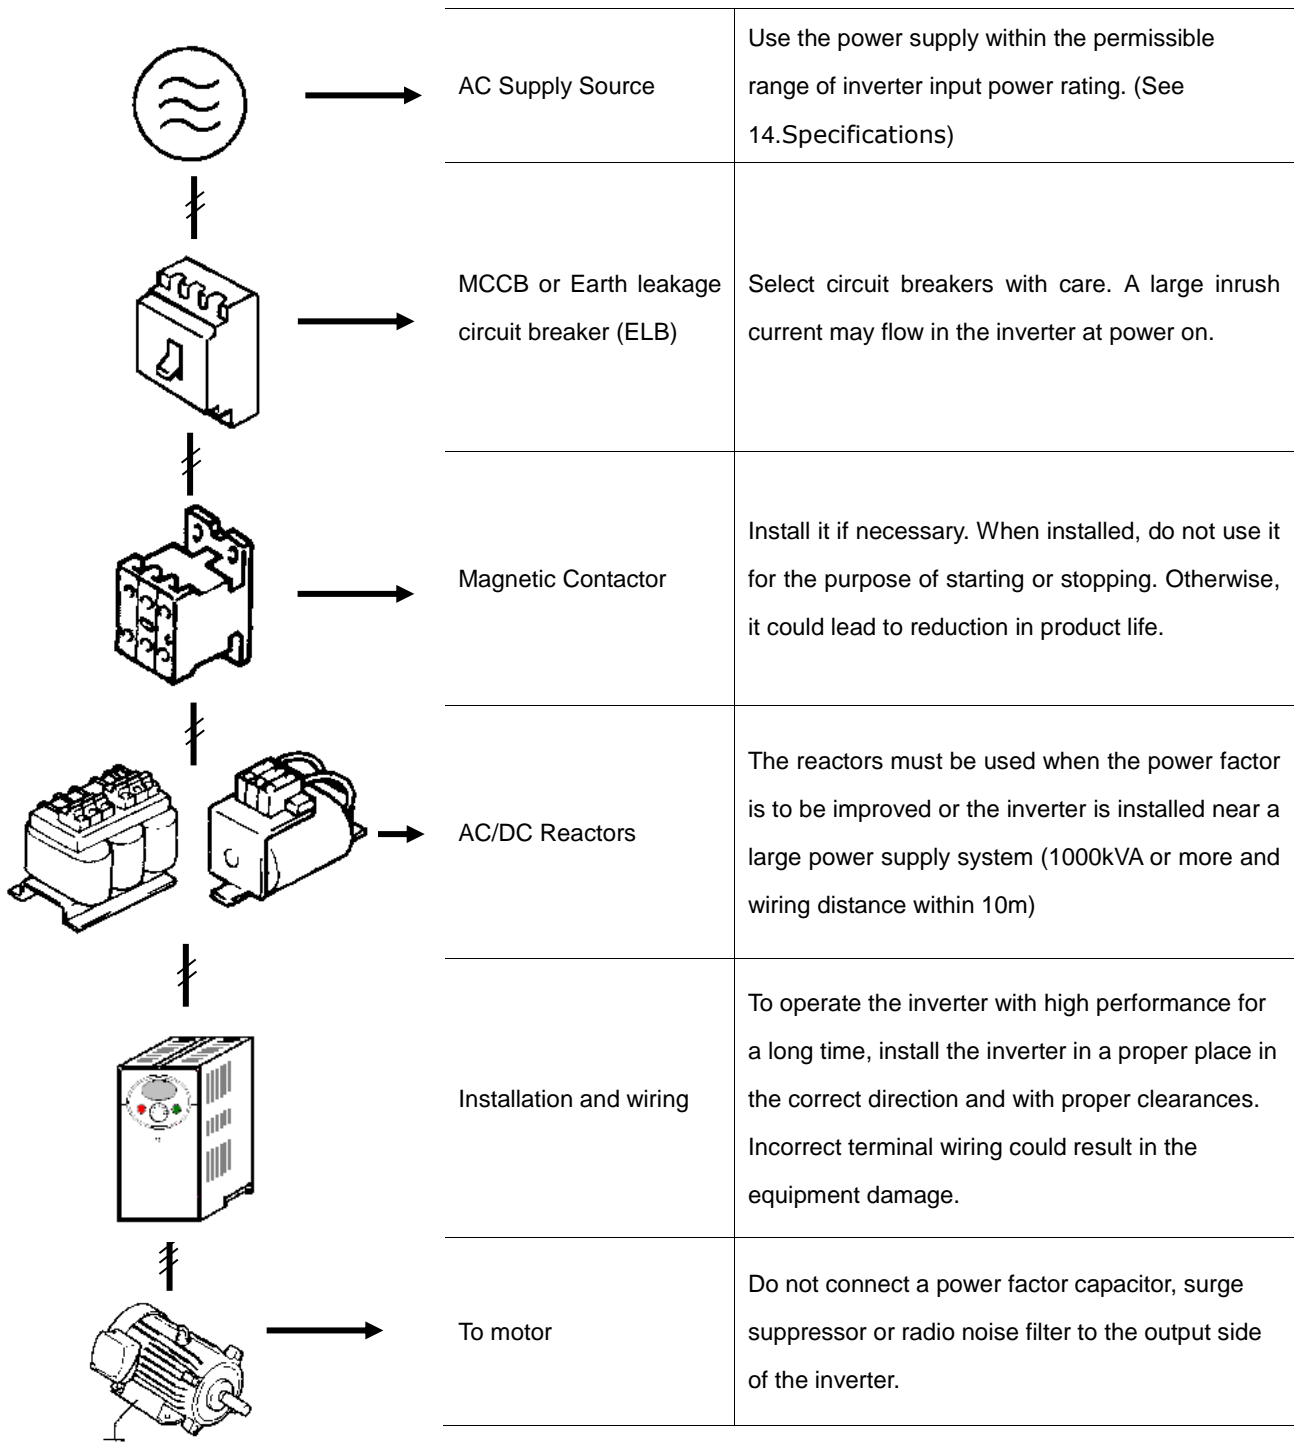 AC Supply Source
Use the power supply within the permissible
range of inverter input power rating. (See
14.Specifications)
MCCB or Earth leakage
circuit breaker (ELB)
Select circuit breakers with care. A large inrush
current may flow in the inverter at power on.
Magnetic Contactor
Install it if necessary. When installed, do not use it
for the purpose of starting or stopping. Otherwise,
it could lead to reduction in product life.
AC/DC Reactors
The reactors must be used when the power factor
is to be improved or the inverter is installed near a
large power supply system (1000kVA or more and
wiring distance within 10m)
Installation and wiring
To operate the inverter with high performance for
a long time, install the inverter in a proper place in
the correct direction and with proper clearances.
Incorrect terminal wiring could result in the
equipment damage.
To motor
Do not connect a power factor capacitor, surge
suppressor or radio noise filter to the output side
of the inverter.